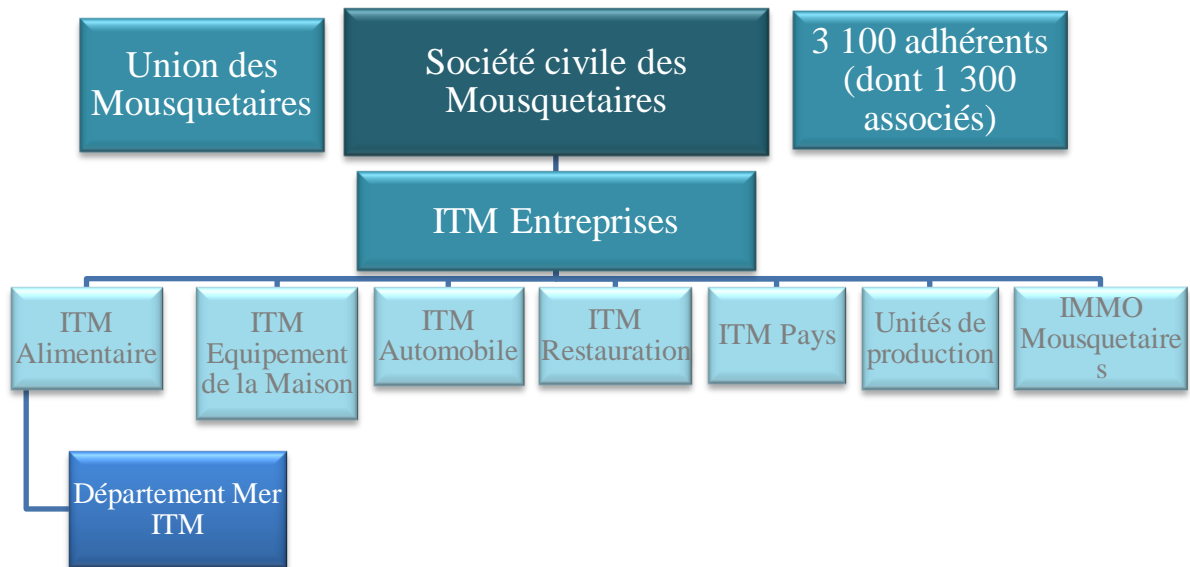 Union des
Mousquetaires
Société civile des
Mousquetaires
3 100 adhérents
(dont 1 300
associés)
ITM Entreprises
ITM
Alimentaire
ITM
Equipement
de la Maison
ITM
Automobile
ITM
Restauration
ITM Pays
Unités de
production
IMMO
Mousquetaire
s
Département Mer
ITM